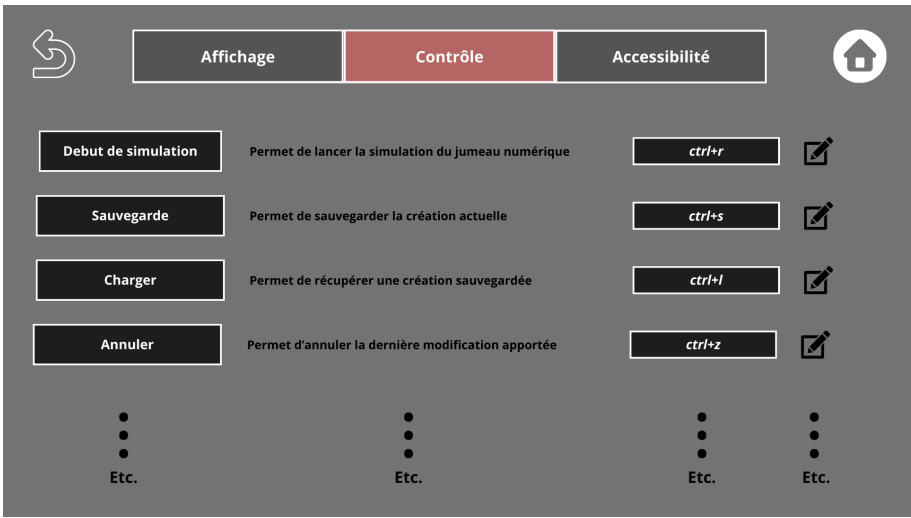 Affichage
Contrôle
Accessibilité
Debut de simulation
Permet de lancer la simulation du jumeau numérique
ctrl+r
Sauvegarde
Permet de sauvegarder la création actuelle
ctrl+s
Charger
Permet de récupérer une création sauvegardée
ctrl+l
Annuler
Permet d’annuler la dernière modification apportée
ctrl+z
Etc.
Etc.
Etc.
Etc.